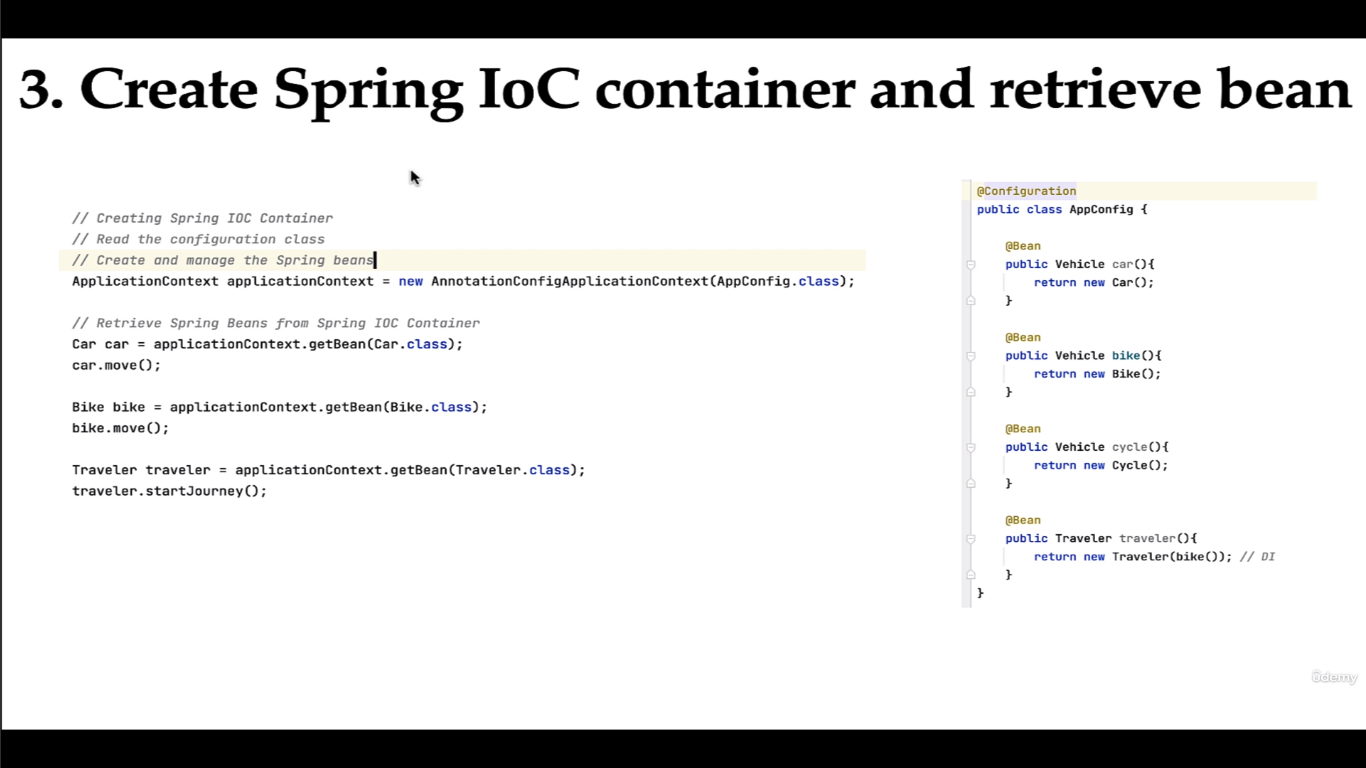 3. Create Spring IoC container and retrieve bean
// Creating Spring IOC Container
// Read the configuration class
// Create and manage the Spring beans
ApplicationContext applicationContext = new AnnotationConfigApplicationContext(AppConfig.class);
// Retrieve Spring Beans from Spring IOC Container
Car car = applicationContext.getBean(Car.class);
car.move();
Bike bike = applicationContext.getBean(Bike.class);
bike.move();
Traveler traveler = applicationContext.getBean(Traveler.class);
traveler.startJourney();
@Configuration
public class AppConfig {
@Bean
public Vehicle car(){
return new Car();
}
@Bean
public Vehicle bike(){
return new Bike();
}
@Bean
public Vehicle cycle(){
return new Cycle();
}
@Bean
public Traveler traveler(){
return new Traveler(bike()); // DI
}
}
ûdemy